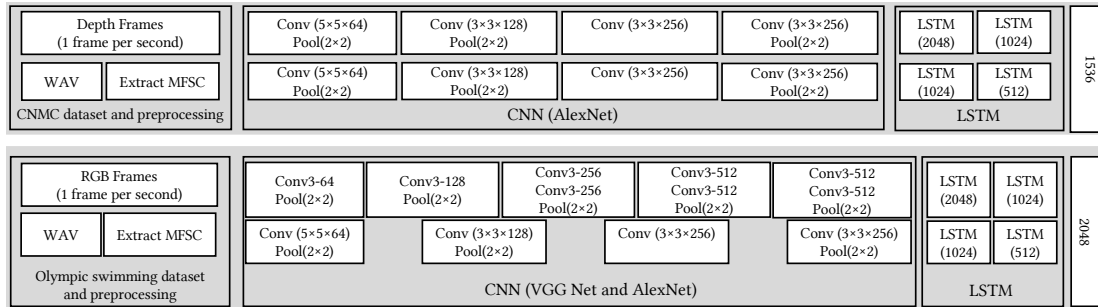 Depth Frames
(1 frame per second)
WAV
Extract MFSC
CNMC dataset and preprocessing
Conv (5×5×64)
Pool(2×2)
Conv (3×3×128)
Pool(2×2)
Conv (3×3×256)
Conv (3×3×256)
Pool(2×2)
Conv (5×5×64)
Pool(2×2)
Conv (3×3×128)
Pool(2×2)
Conv (3×3×256)
Conv (3×3×256)
Pool(2×2)
CNN (AlexNet)
LSTM
(2048)
LSTM
(1024)
LSTM
(1024)
LSTM
(512)
LSTM
1536
RGB Frames
(1 frame per second)
WAV
Extract MFSC
Olympic swimming dataset
and preprocessing
Conv3-64
Pool(2×2)
Conv3-128
Pool(2×2)
Conv3-256
Conv3-256
Pool(2×2)
Conv3-512
Conv3-512
Pool(2×2)
Conv3-512
Conv3-512
Pool(2×2)
Conv (5×5×64)
Pool(2×2)
Conv (3×3×128)
Pool(2×2)
Conv (3×3×256)
Conv (3×3×256)
Pool(2×2)
CNN (VGG Net and AlexNet)
LSTM
(2048)
LSTM
(1024)
LSTM
(1024)
LSTM
(512)
LSTM
2048